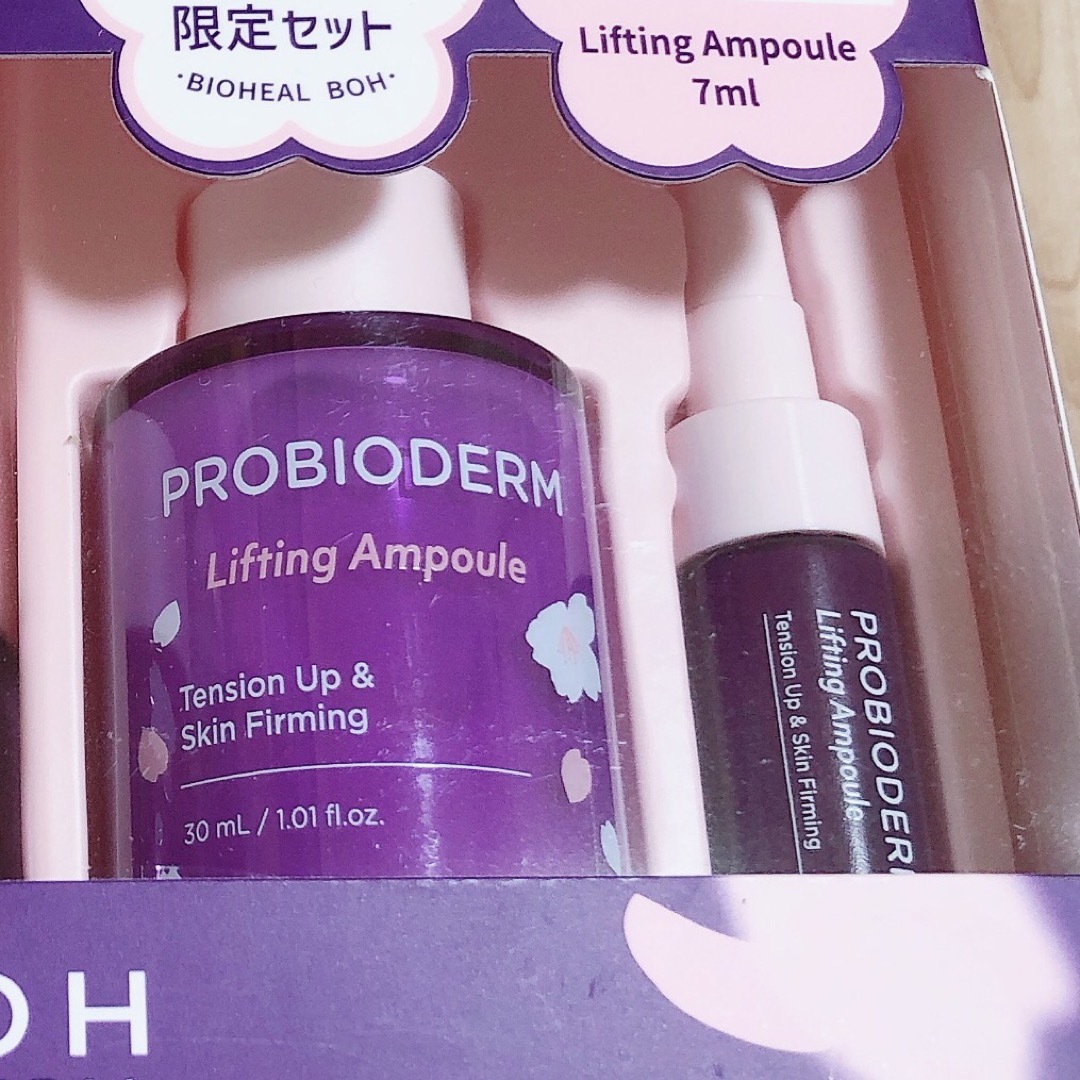 限定セット
·BIOHEAL BOH·
Lifting Ampoule
7ml
PROBIODERM
Lifting Ampoule
Tension Up &
Skin Firming
30 mL / 1.01 fl.oz.
PROBIODER
Lifting Ampoule
Tension Up & Skin Firming
OH